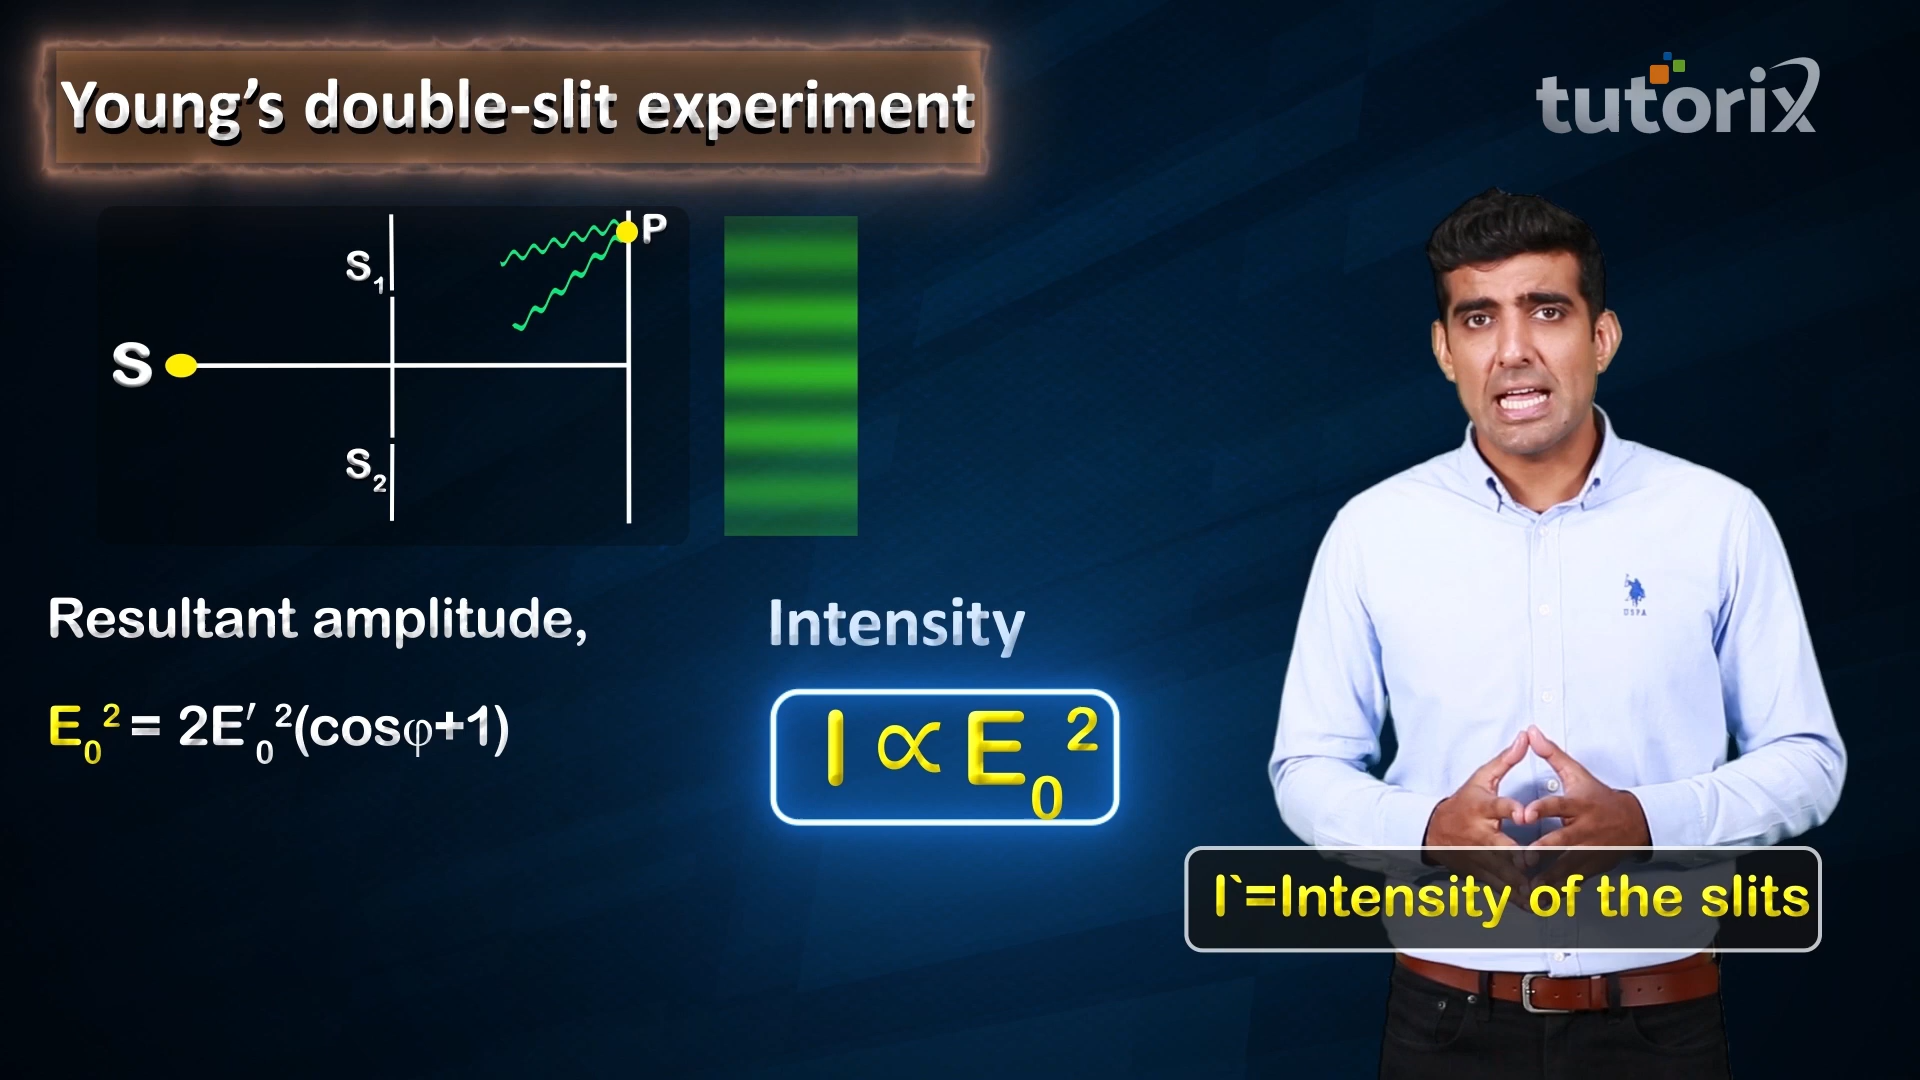 Young's double-slit experiment
tutorix
P
S₁
S
S₂
Resultant amplitude,
Intensity
E₀² = 2E′₀²(cosφ+1)
I ∝ E₀²
USPA
I`=Intensity of the slits